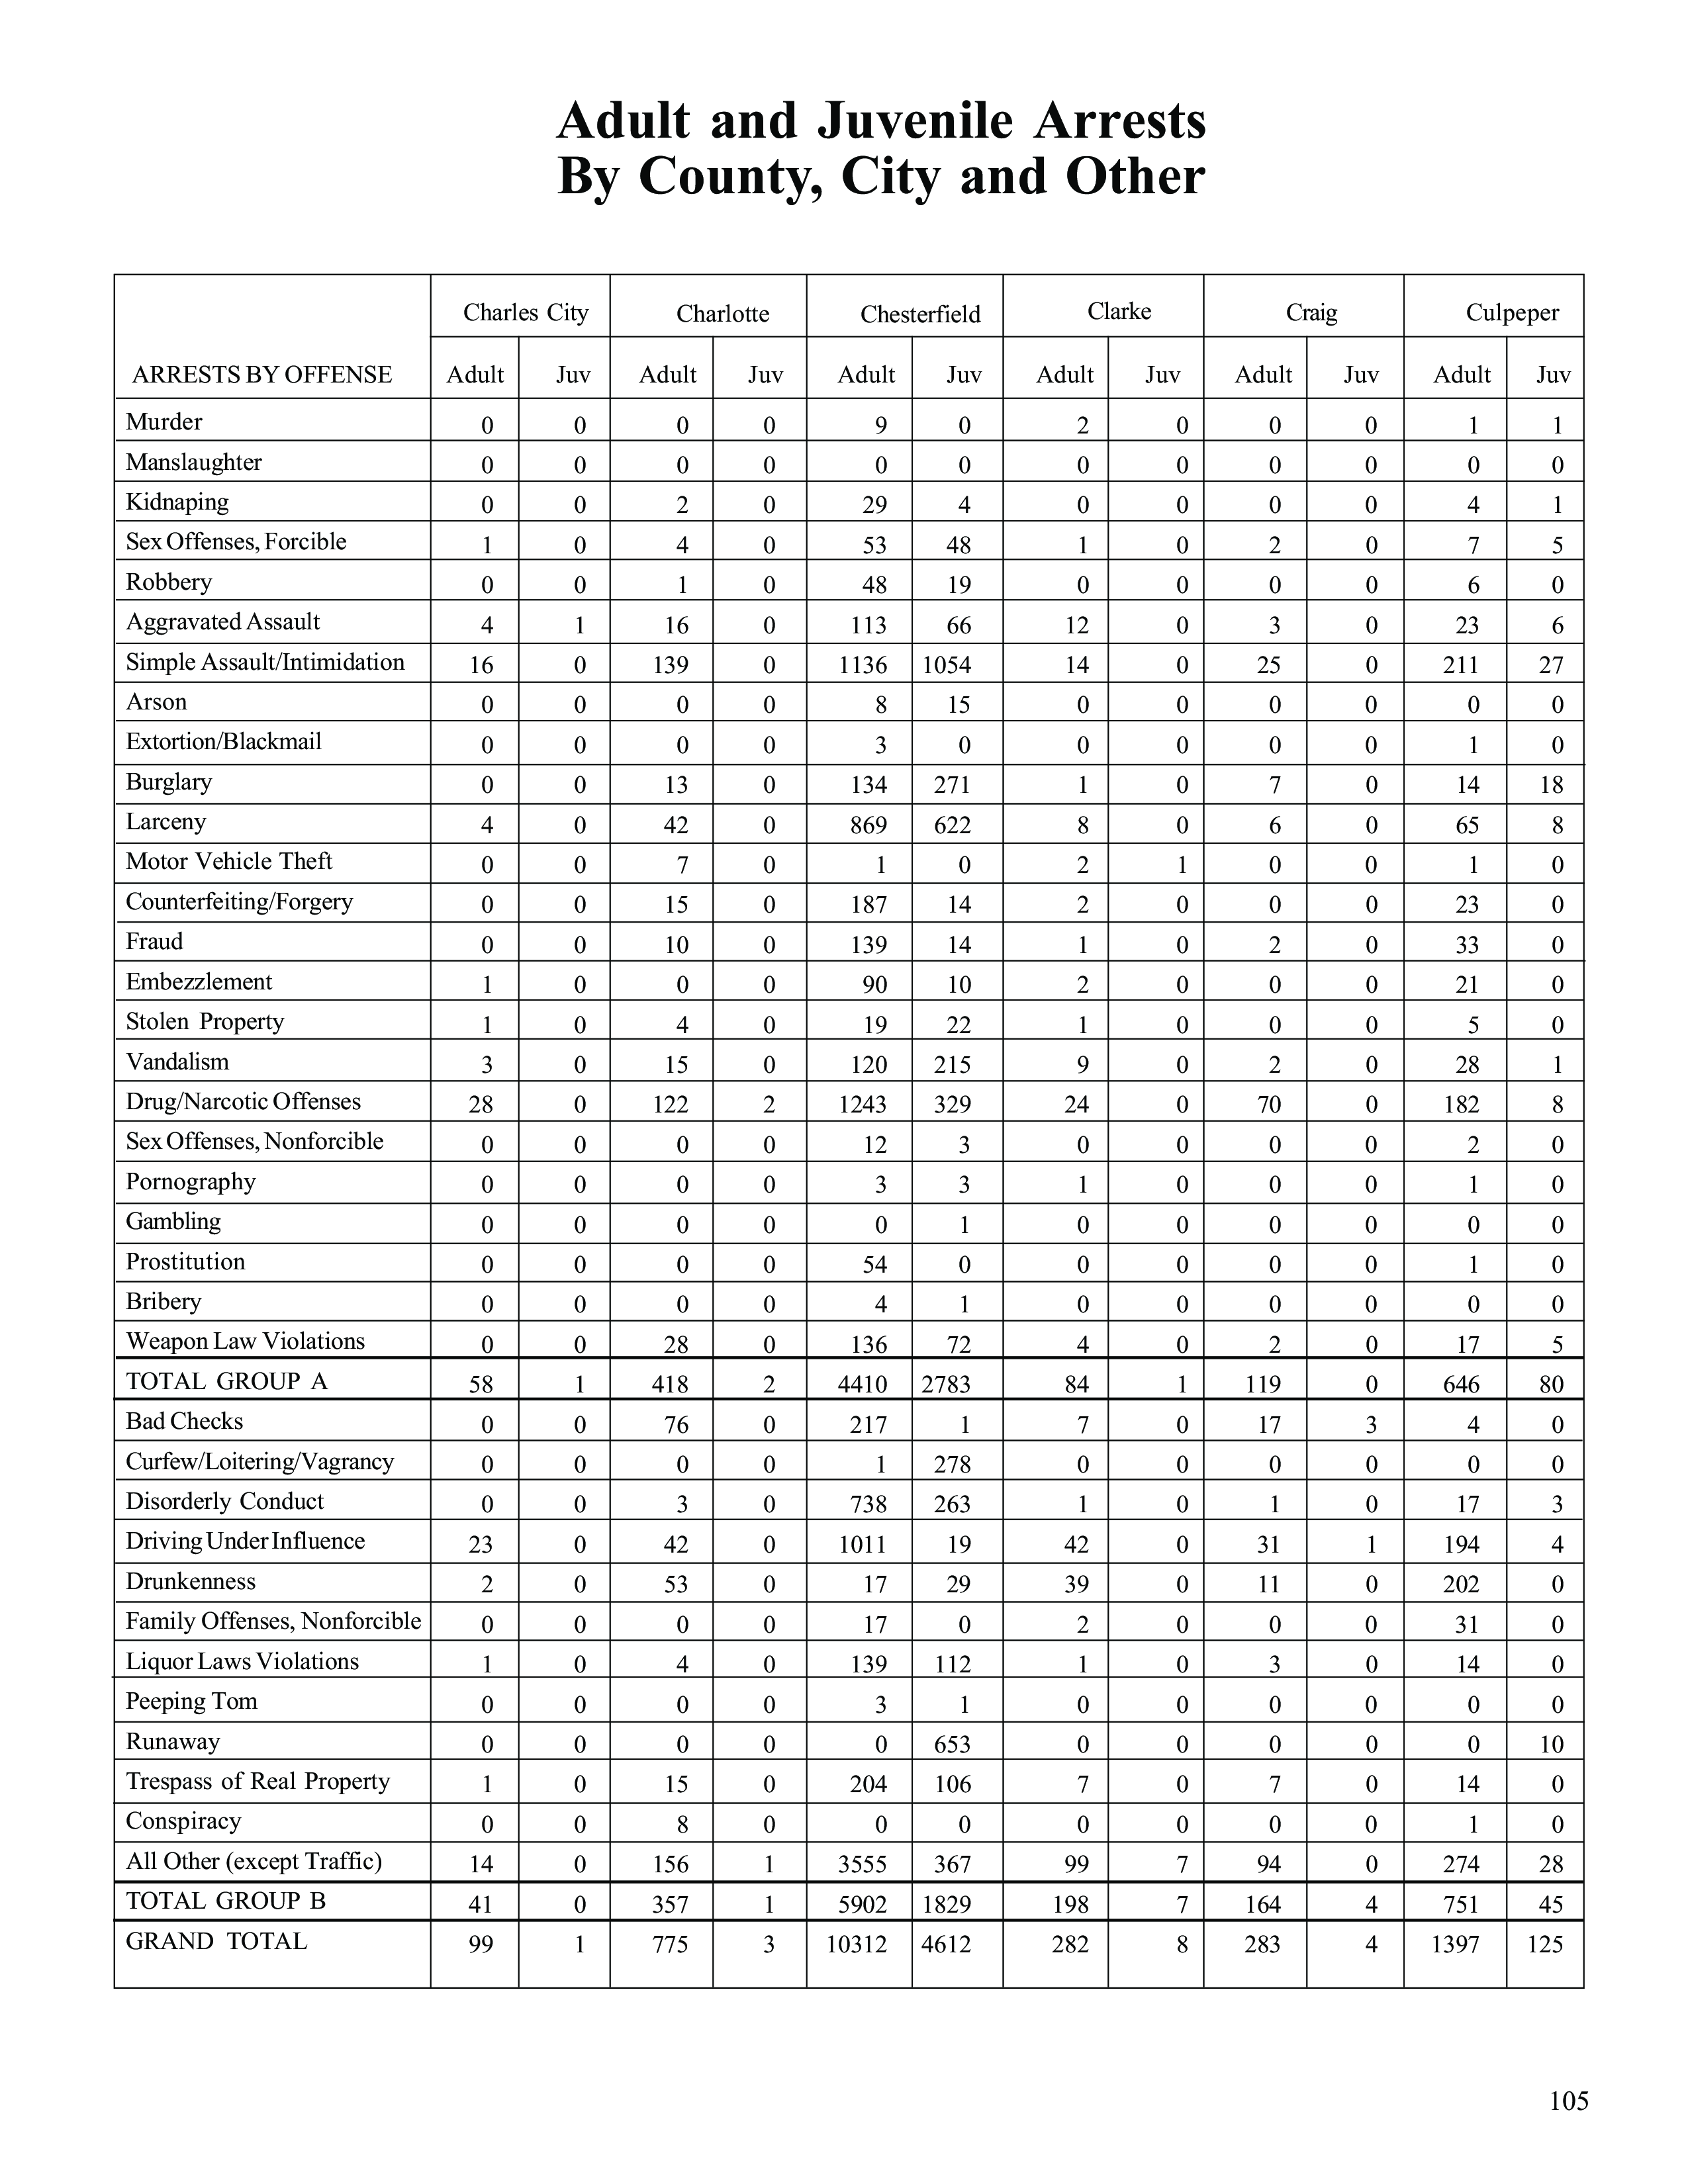 Adult and Juvenile Arrests
By County, City and Other
Charles City Charlotte Chesterfield Clarke Craig Culpeper
ARRESTS BY OFFENSE Adult Juv Adult Juv Adult Juv Adult Juv Adult Juv Adult Juv
Murder 0 0 0 0 9 0 2 0 0 0 1 1
Manslaughter 0 0 0 0 0 0 0 0 0 0 0 0
Kidnaping 0 0 2 0 29 4 0 0 0 0 4 1
Sex Offenses, Forcible 1 0 4 0 53 48 1 0 2 0 7 5
Robbery 0 0 1 0 48 19 0 0 0 0 6 0
Aggravated Assault 4 1 16 0 113 66 12 0 3 0 23 6
Simple Assault/Intimidation 16 0 139 0 1136 1054 14 0 25 0 211 27
Arson 0 0 0 0 8 15 0 0 0 0 0 0
Extortion/Blackmail 0 0 0 0 3 0 0 0 0 0 1 0
Burglary 0 0 13 0 134 271 1 0 7 0 14 18
Larceny 4 0 42 0 869 622 8 0 6 0 65 8
Motor Vehicle Theft 0 0 7 0 1 0 2 1 0 0 1 0
Counterfeiting/Forgery 0 0 15 0 187 14 2 0 0 0 23 0
Fraud 0 0 10 0 139 14 1 0 2 0 33 0
Embezzlement 1 0 0 0 90 10 2 0 0 0 21 0
Stolen Property 1 0 4 0 19 22 1 0 0 0 5 0
Vandalism 3 0 15 0 120 215 9 0 2 0 28 1
Drug/Narcotic Offenses 28 0 122 2 1243 329 24 0 70 0 182 8
Sex Offenses, Nonforcible 0 0 0 0 12 3 0 0 0 0 2 0
Pornography 0 0 0 0 3 3 1 0 0 0 1 0
Gambling 0 0 0 0 0 1 0 0 0 0 0 0
Prostitution 0 0 0 0 54 0 0 0 0 0 1 0
Bribery 0 0 0 0 4 1 0 0 0 0 0 0
Weapon Law Violations 0 0 28 0 136 72 4 0 2 0 17 5
TOTAL GROUP A 58 1 418 2 4410 2783 84 1 119 0 646 80
Bad Checks 0 0 76 0 217 1 7 0 17 3 4 0
Curfew/Loitering/Vagrancy 0 0 0 0 1 278 0 0 0 0 0 0
Disorderly Conduct 0 0 3 0 738 263 1 0 1 0 17 3
Driving Under Influence 23 0 42 0 1011 19 42 0 31 1 194 4
Drunkenness 2 0 53 0 17 29 39 0 11 0 202 0
Family Offenses, Nonforcible 0 0 0 0 17 0 2 0 0 0 31 0
Liquor Laws Violations 1 0 4 0 139 112 1 0 3 0 14 0
Peeping Tom 0 0 0 0 3 1 0 0 0 0 0 0
Runaway 0 0 0 0 0 653 0 0 0 0 0 10
Trespass of Real Property 1 0 15 0 204 106 7 0 7 0 14 0
Conspiracy 0 0 8 0 0 0 0 0 0 0 1 0
All Other (except Traffic) 14 0 156 1 3555 367 99 7 94 0 274 28
TOTAL GROUP B 41 0 357 1 5902 1829 198 7 164 4 751 45
GRAND TOTAL 99 1 775 3 10312 4612 282 8 283 4 1397 125
105